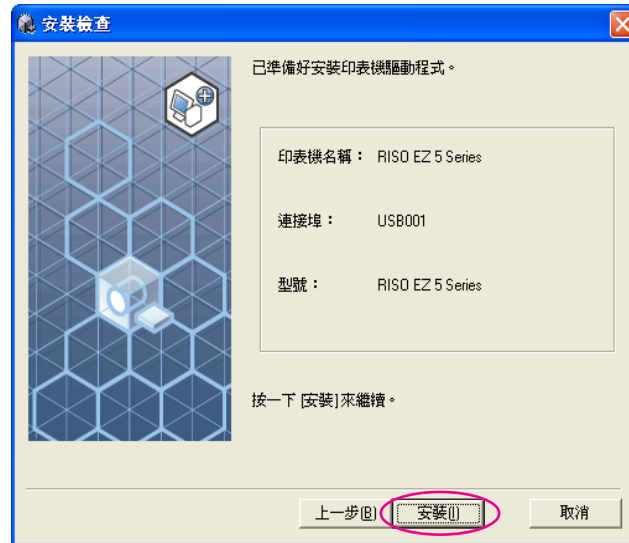 安裝檢查
已準備好安裝印表機驅動程式。
印表機名稱： RISO EZ 5 Series
連接埠： USB001
型號： RISO EZ 5 Series
按一下 [安裝] 來繼續。
上一步(B) 安裝(I) 取消